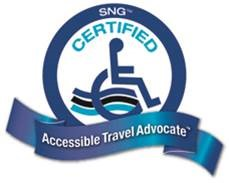 SNG™
CERTIFIED
Accessible Travel Advocate™